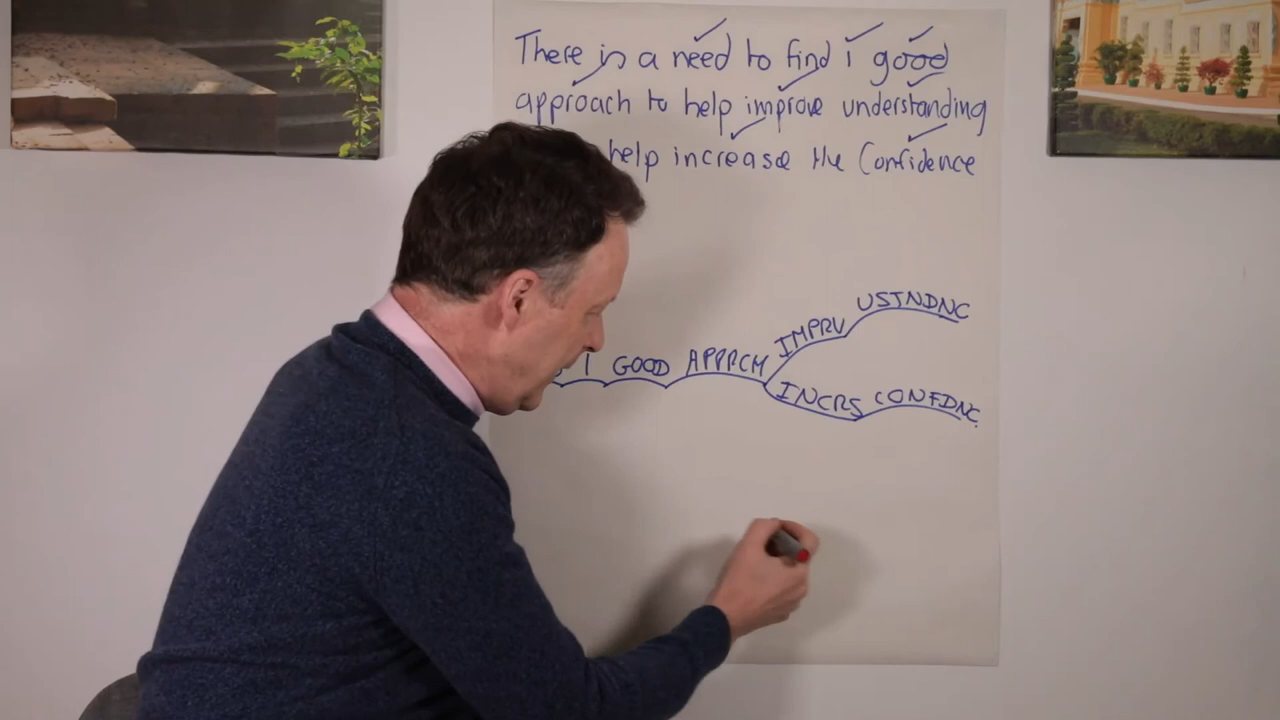 There is a need to find 1 good
approach to help improve understanding
help increase the Confidence
I GOOD APPRCH
IMPRV USTNDNC
INCRS CONFDNC